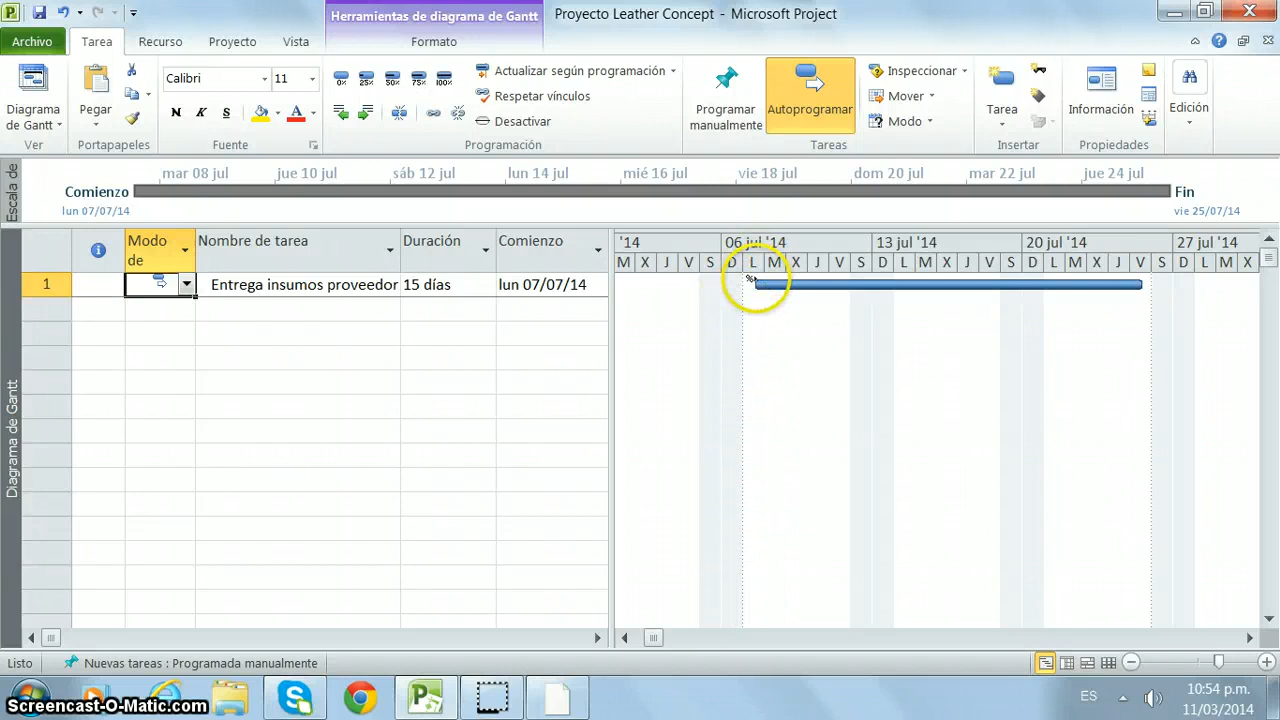 Herramientas de diagrama de Gantt
Proyecto Leather Concept - Microsoft Project
Archivo Tarea Recurso Proyecto Vista Formato
Diagrama de Gantt
Ver
Pegar
Portapapeles
Calibri 11
N K S A
Fuente
0% 25% 50% 75% 100%
Actualizar según programación
Respetar vínculos
Desactivar
Programación
Programar manualmente
Autoprogramar
Inspeccionar
Mover
Modo
Tareas
Tarea
Insertar
Información
Propiedades
Edición
Escala de
mar 08 jul jue 10 jul sáb 12 jul lun 14 jul mié 16 jul vie 18 jul dom 20 jul mar 22 jul jue 24 jul
Comienzo
lun 07/07/14
Fin
vie 25/07/14
Diagrama de Gantt
Modo de
Nombre de tarea
Duración
Comienzo
'14 06 jul '14 13 jul '14 20 jul '14 27 jul '14
M X J V S D L M X J V S D L M X J V S D L M X J V S D L M X
1 Entrega insumos proveedor 15 días lun 07/07/14
Listo
Nuevas tareas : Programada manualmente
Screencast-O-Matic.com
ES
10:54 p.m.
11/03/2014